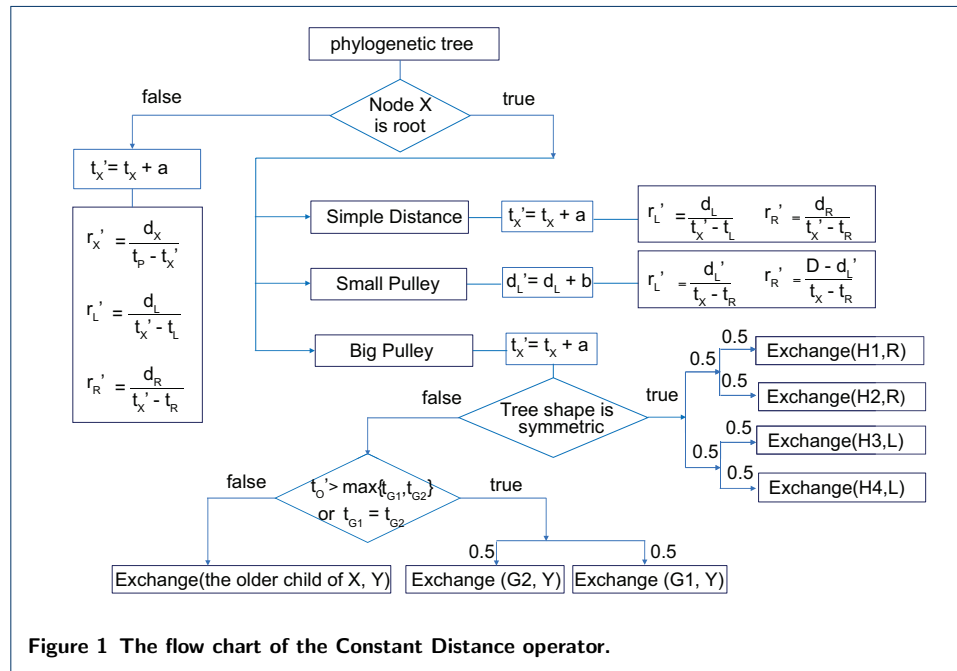 phylogenetic tree
false
Node X
is root
true
t_X'= t_X + a
r_X' = d_X / (t_P - t_X')
r_L' = d_L / (t_X' - t_L)
r_R' = d_R / (t_X' - t_R)
Simple Distance
t_X'= t_X + a
r_L' = d_L / (t_X' - t_L) r_R' = d_R / (t_X' - t_R)
Small Pulley
d_L'= d_L + b
r_L' = d_L' / (t_X - t_R) r_R' = (D - d_L') / (t_X - t_R)
Big Pulley
t_X'= t_X + a
false
Tree shape is
symmetric
true
0.5
0.5
Exchange(H1,R)
0.5
Exchange(H2,R)
0.5
0.5
Exchange(H3,L)
0.5
Exchange(H4,L)
false
t_O'> max{t_G1,t_G2}
or t_G1 = t_G2
true
0.5
0.5
Exchange(the older child of X, Y)
Exchange (G2, Y)
Exchange (G1, Y)
Figure 1 The flow chart of the Constant Distance operator.